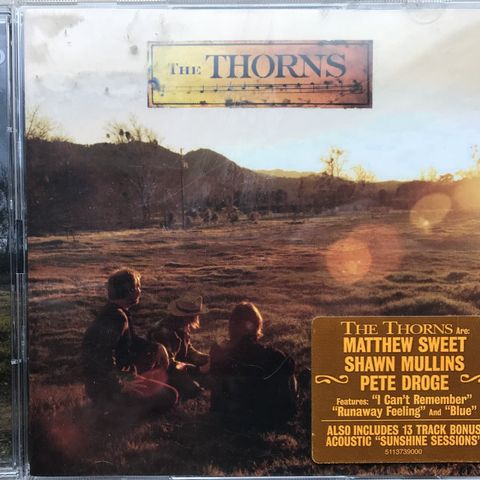 THE THORNS
THE THORNS Are:
MATTHEW SWEET
SHAWN MULLINS
PETE DROGE
Features: "I Can't Remember"
"Runaway Feeling" And "Blue"
ALSO INCLUDES 13 TRACK BONUS
ACOUSTIC "SUNSHINE SESSIONS"
5113739000